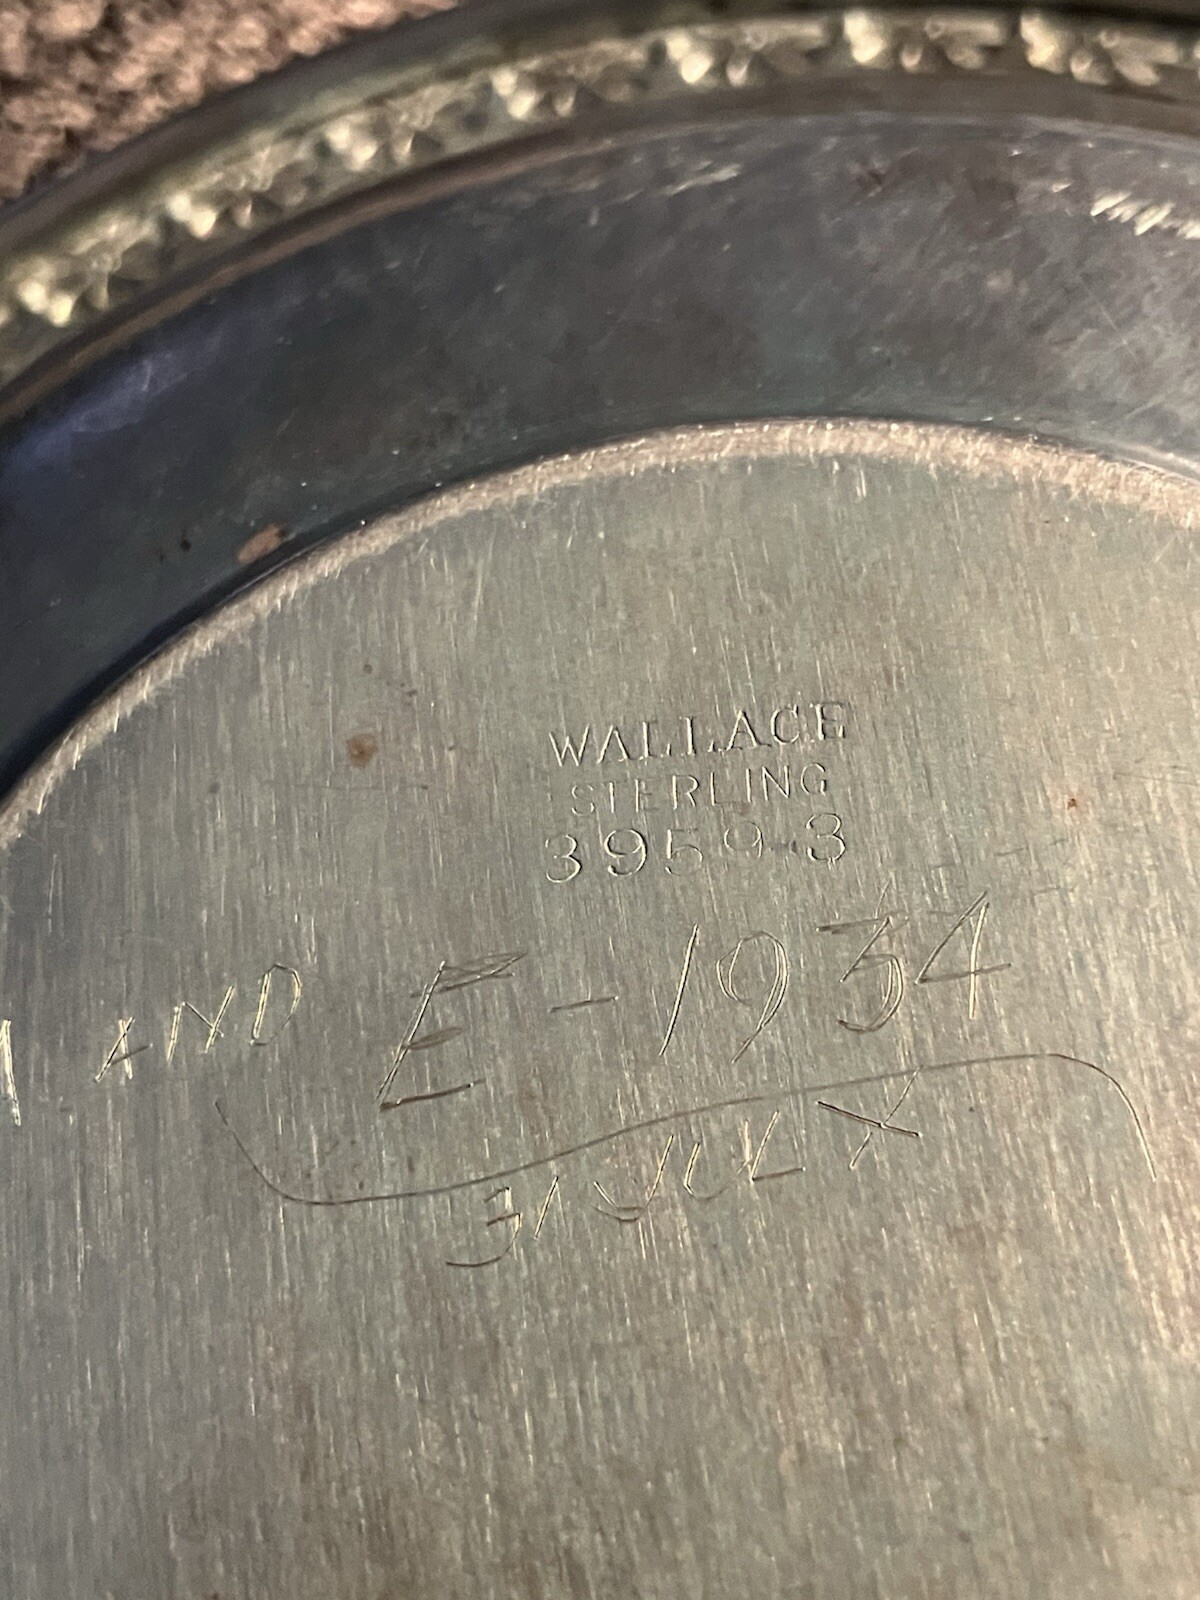 WALLACE
STERLING
3959-3
AND E-1934
31 JULY